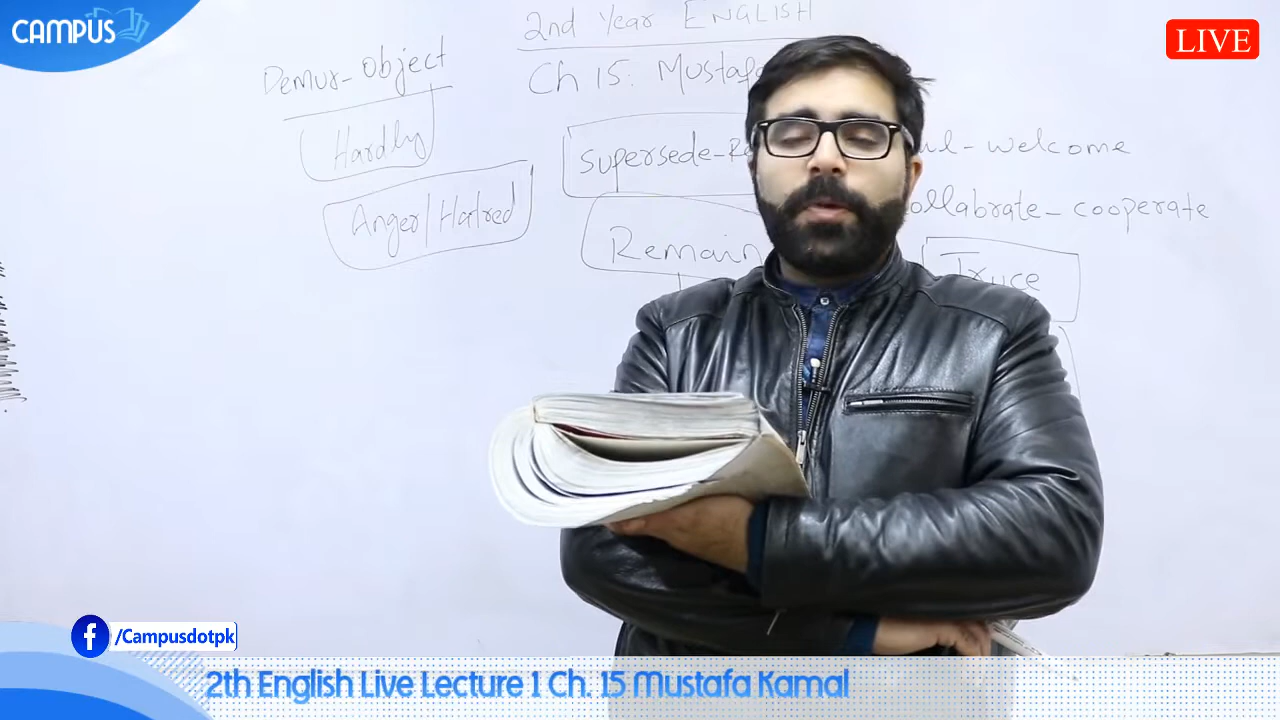 CAMPUS
LIVE
2nd Year ENGLISH
Ch 15: Mustafa
Demur-Object
Hardly
Anger/Hatred
supersede-
welcome
ollabrate-cooperate
Remain
Truce
/Campusdotpk
2th English Live Lecture 1 Ch. 15 Mustafa Kamal